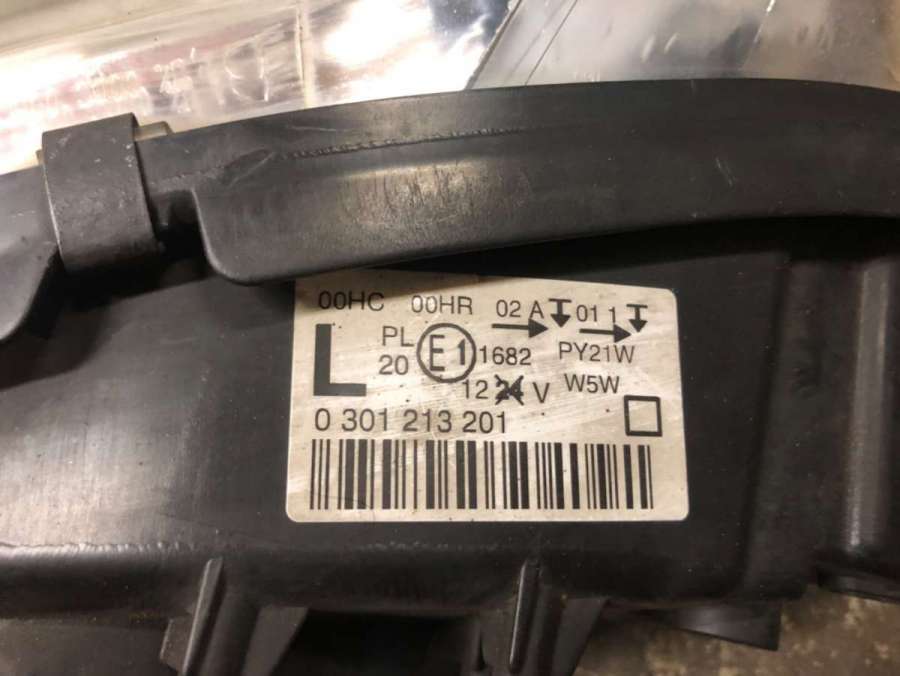 00HC 00HR 02 A 01 1
L PL 20 E1 1682 PY21W
12 24 V W5W
0 301 213 201